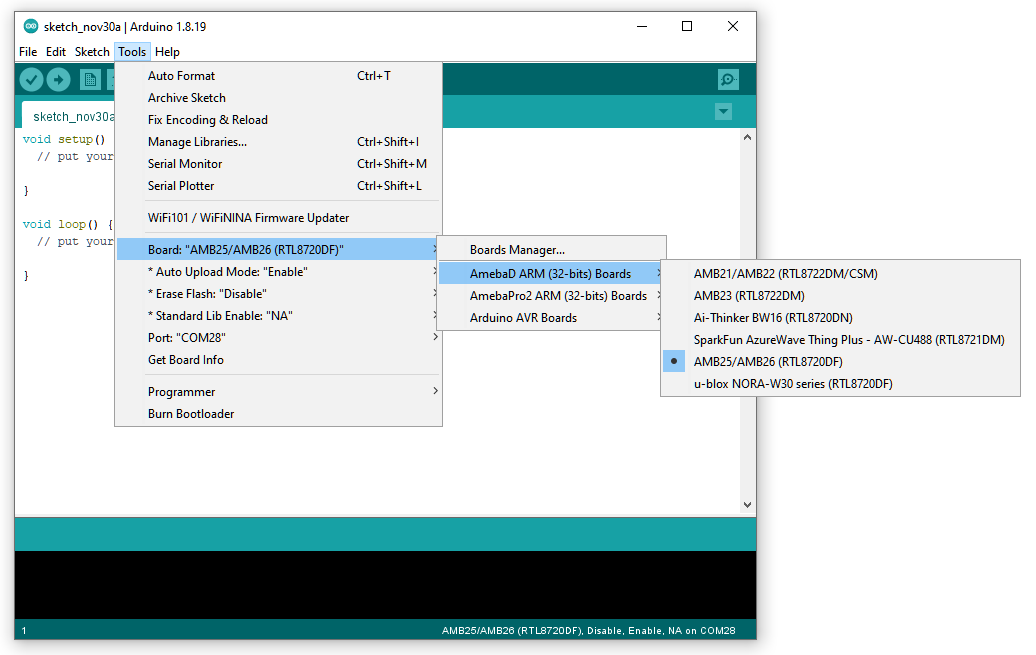 sketch_nov30a | Arduino 1.8.19
File Edit Sketch Tools Help
sketch_nov30a
void setup()
// put your
}
void loop() {
// put your
}
Auto Format Ctrl+T
Archive Sketch
Fix Encoding & Reload
Manage Libraries... Ctrl+Shift+I
Serial Monitor Ctrl+Shift+M
Serial Plotter Ctrl+Shift+L
WiFi101 / WiFiNINA Firmware Updater
Board: "AMB25/AMB26 (RTL8720DF)"
* Auto Upload Mode: "Enable"
* Erase Flash: "Disable"
* Standard Lib Enable: "NA"
Port: "COM28"
Get Board Info
Programmer
Burn Bootloader
Boards Manager...
AmebaD ARM (32-bits) Boards
AmebaPro2 ARM (32-bits) Boards
Arduino AVR Boards
AMB21/AMB22 (RTL8722DM/CSM)
AMB23 (RTL8722DM)
Ai-Thinker BW16 (RTL8720DN)
SparkFun AzureWave Thing Plus - AW-CU488 (RTL8721DM)
AMB25/AMB26 (RTL8720DF)
u-blox NORA-W30 series (RTL8720DF)
1 AMB25/AMB26 (RTL8720DF), Disable, Enable, NA on COM28